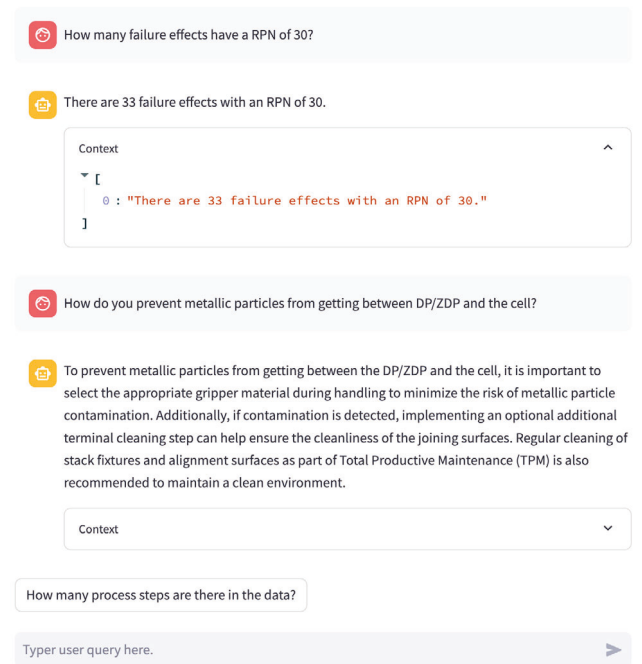 How many failure effects have a RPN of 30?
There are 33 failure effects with an RPN of 30.
Context
[
0 : "There are 33 failure effects with an RPN of 30."
]
How do you prevent metallic particles from getting between DP/ZDP and the cell?
To prevent metallic particles from getting between the DP/ZDP and the cell, it is important to
select the appropriate gripper material during handling to minimize the risk of metallic particle
contamination. Additionally, if contamination is detected, implementing an optional additional
terminal cleaning step can help ensure the cleanliness of the joining surfaces. Regular cleaning of
stack fixtures and alignment surfaces as part of Total Productive Maintenance (TPM) is also
recommended to maintain a clean environment.
Context
How many process steps are there in the data?
Typer user query here.